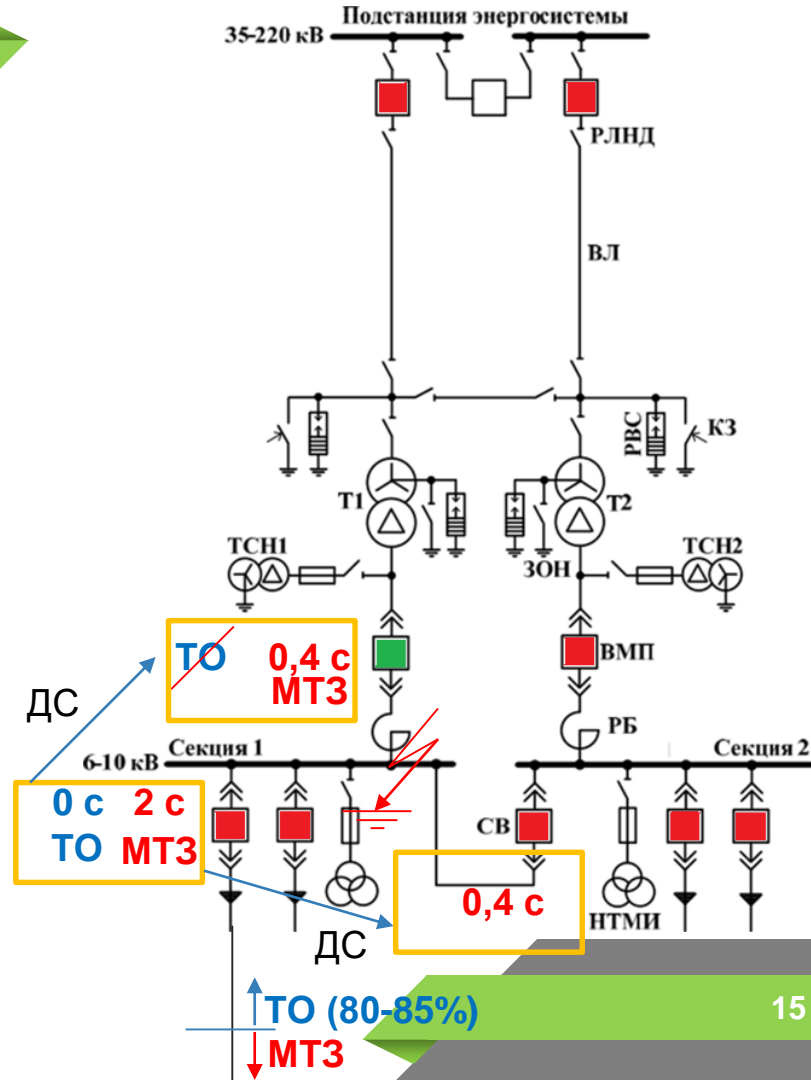 Подстанция энергосистемы
35-220 кВ
РЛНД
ВЛ
РВС
КЗ
Т1
Т2
ТСН1
ЗОН
ТСН2
ТО 0,4 с
МТЗ
ВМП
ДС
РБ
6-10 кВ
Секция 1
Секция 2
0 с 2 с
ТО МТЗ
СВ
0,4 с
НТМИ
ДС
ТО (80-85%)
МТЗ
15